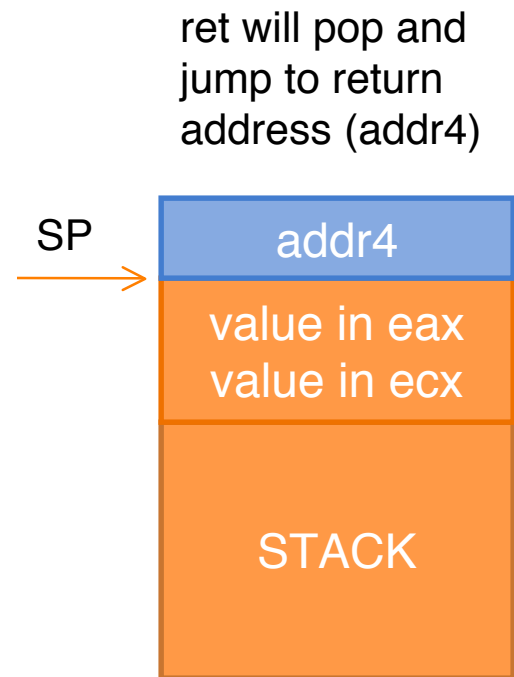 ret will pop and
jump to return
address (addr4)
SP
addr4
value in eax
value in ecx
STACK